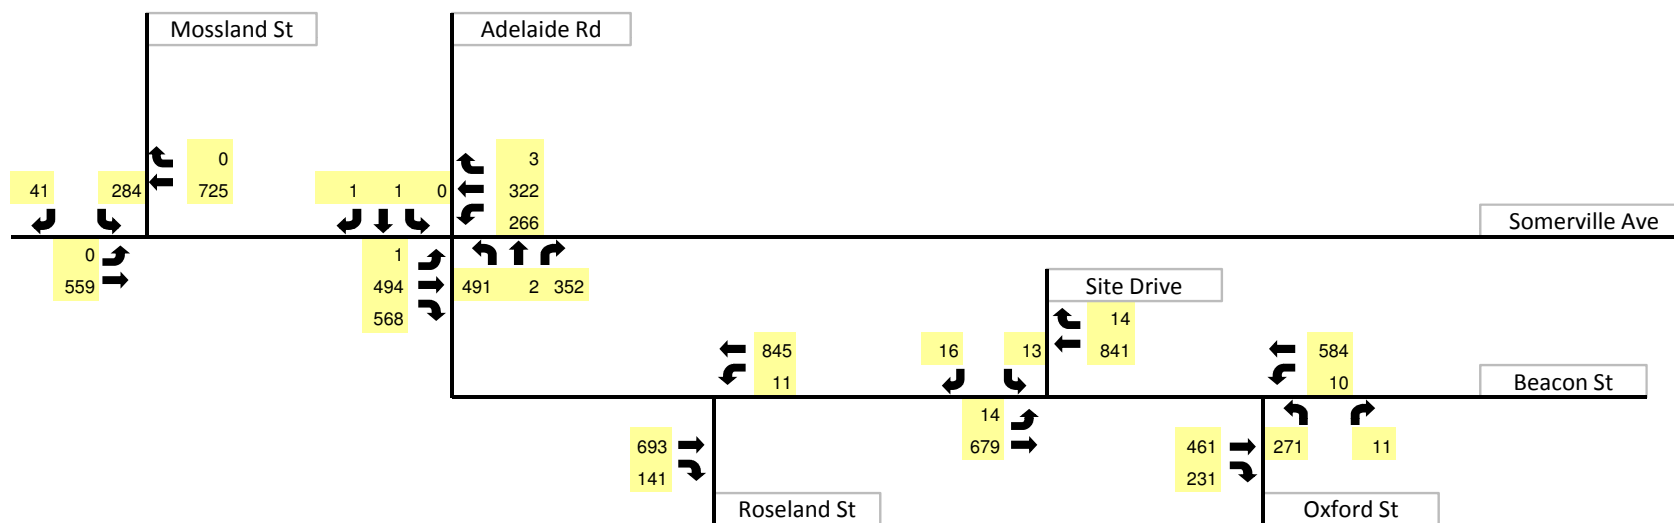 Mossland St
Adelaide Rd
0
3
41 284 725
1 1 0 322
266
Somerville Ave
0
1
559
494
491 2 352
Site Drive
568
14
845
16 13 841
584
11
10
Beacon St
14
693
679
461
271 11
141
231
Roseland St
Oxford St